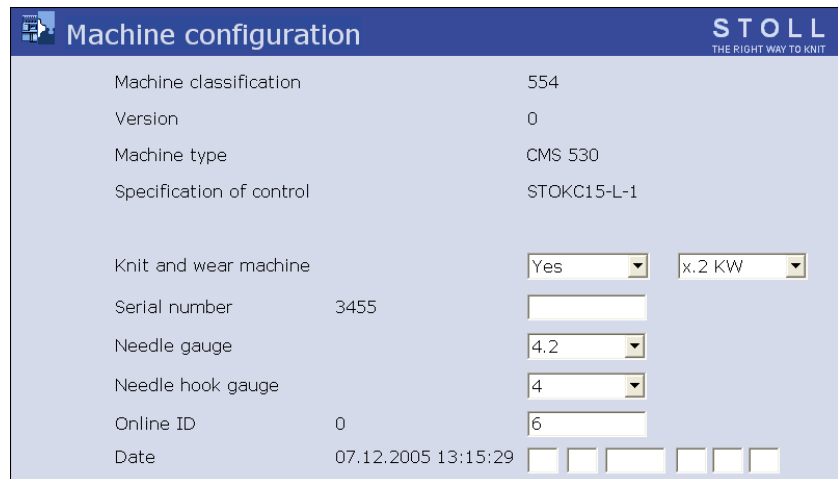 Machine configuration
STOLL
THE RIGHT WAY TO KNIT
Machine classification 554
Version 0
Machine type CMS 530
Specification of control STOKC15-L-1
Knit and wear machine Yes x.2 KW
Serial number 3455
Needle gauge 4.2
Needle hook gauge 4
Online ID 0 6
Date 07.12.2005 13:15:29